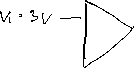 Vi = 3V